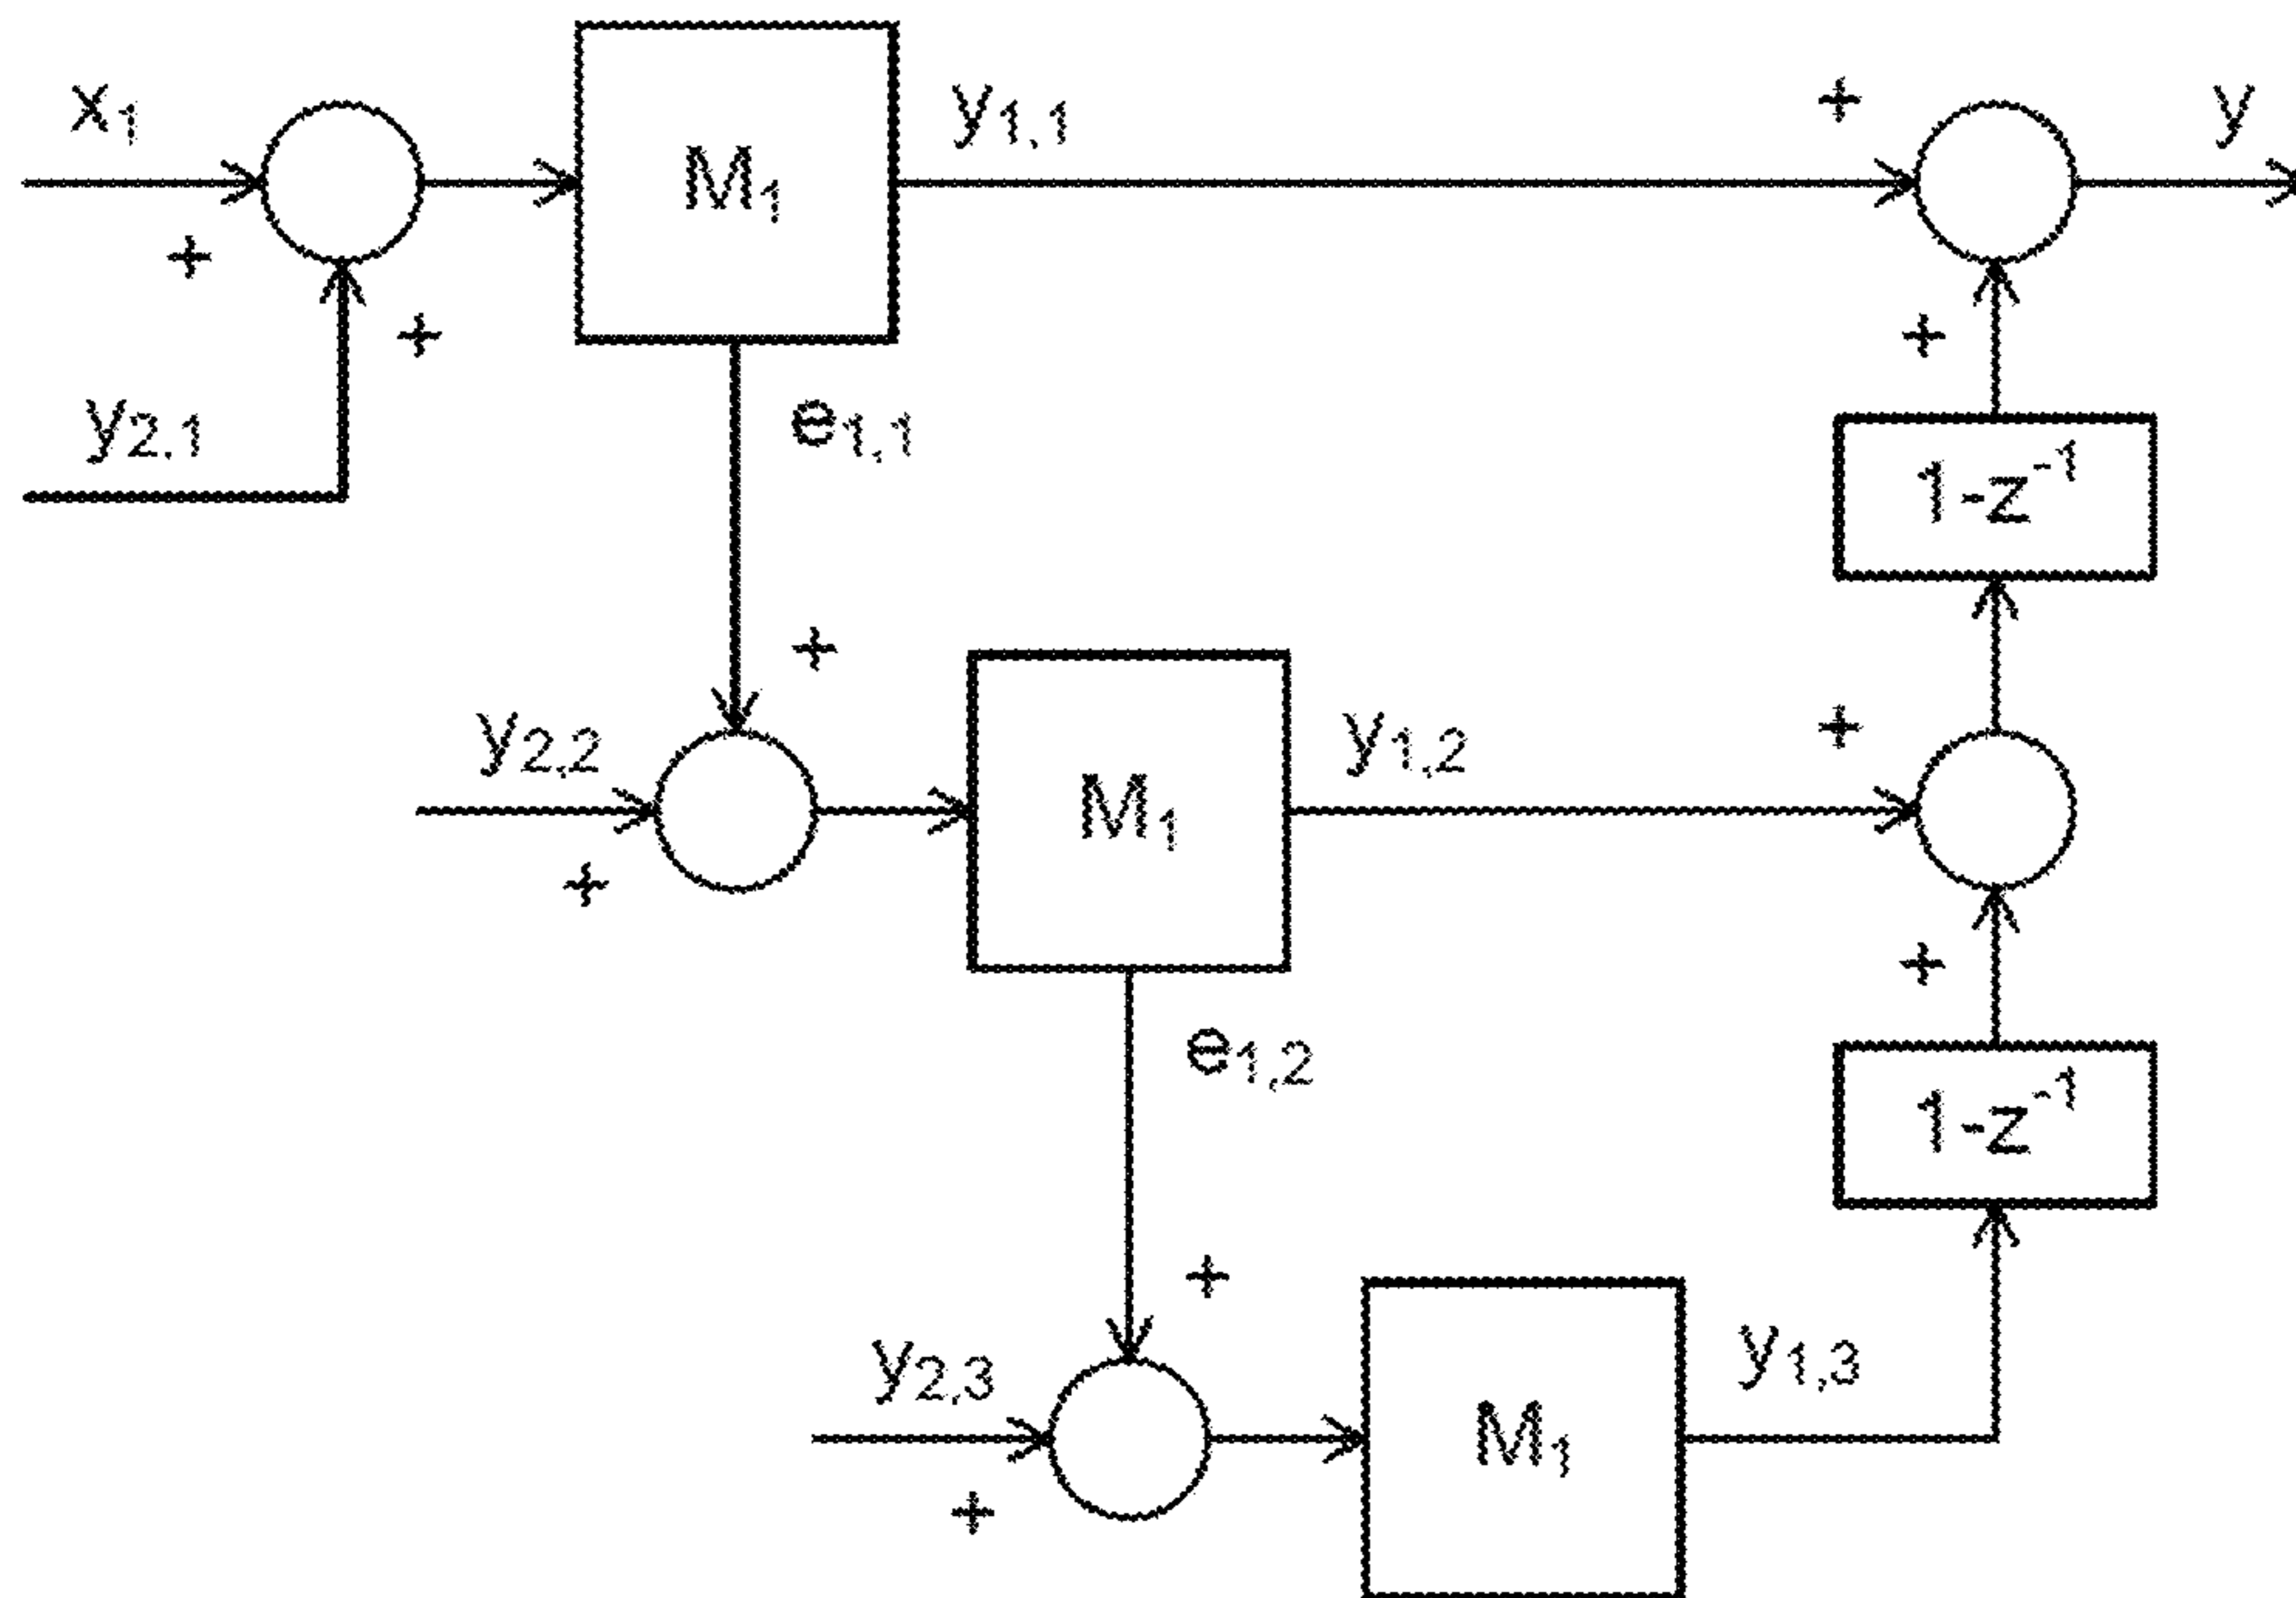 x₁ + M₁ y₁,₁ + y
y₂,₁ + e₁,₁ + 1-z⁻¹
+
y₂,₂ + M₁ y₁,₂ +
e₁,₂ + 1-z⁻¹
+
y₂,₃ + M₁ y₁,₃